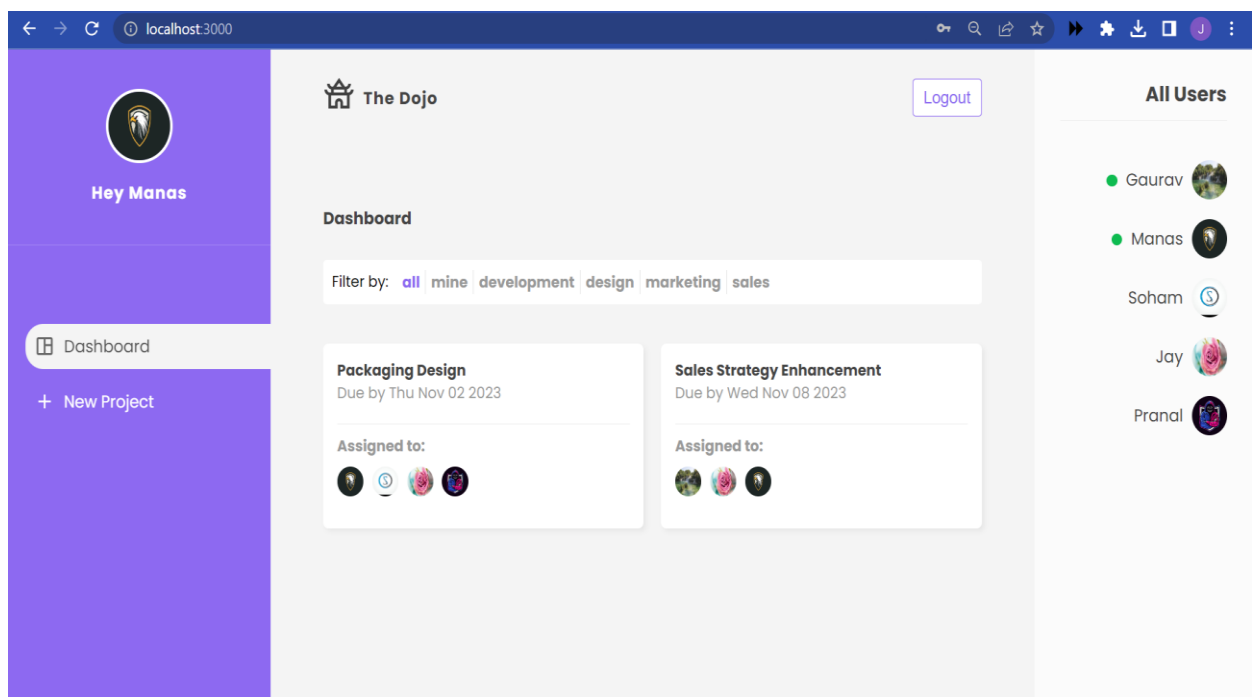 localhost:3000
J
Hey Manas
Dashboard
+ New Project
The Dojo
Logout
Dashboard
Filter by: all mine development design marketing sales
Packaging Design
Due by Thu Nov 02 2023
Assigned to:
Sales Strategy Enhancement
Due by Wed Nov 08 2023
Assigned to:
All Users
Gaurav
Manas
Soham
Jay
Pranal